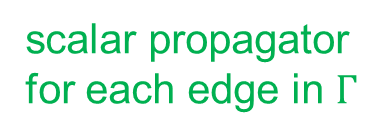 scalar propagator
for each edge in Γ